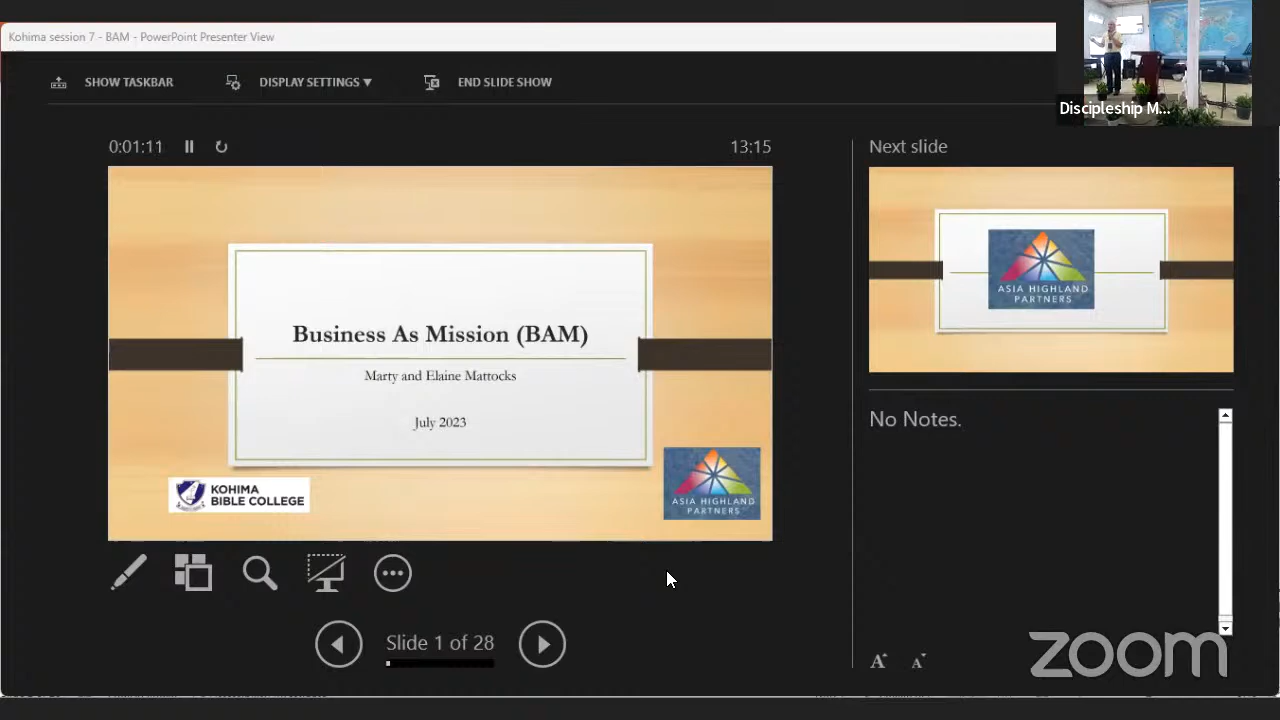 Kohima session 7 - BAM - PowerPoint Presenter View
Discipleship M...
SHOW TASKBAR
DISPLAY SETTINGS ▼
END SLIDE SHOW
0:01:11
13:15
Next slide
Business As Mission (BAM)
Marty and Elaine Mattocks
July 2023
KOHIMA
BIBLE COLLEGE
ASIA HIGHLAND
PARTNERS
ASIA HIGHLAND
PARTNERS
No Notes.
Slide 1 of 28
A A
zoom